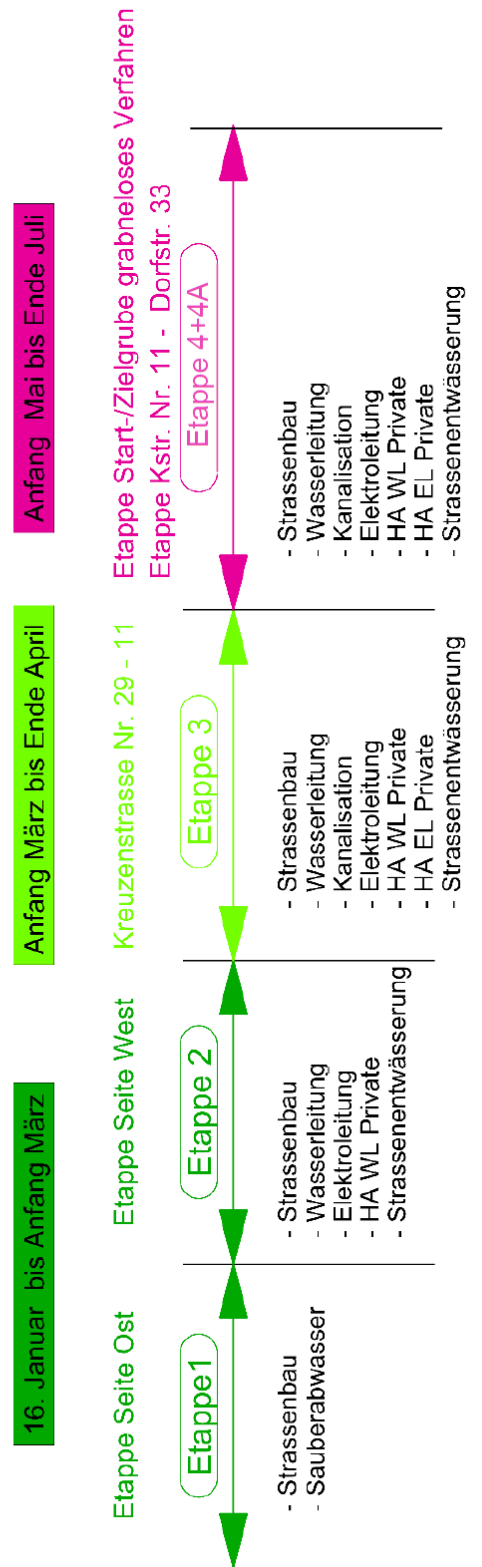 16. Januar bis Anfang März
Etappe Seite Ost
Etappe1
- Strassenbau
- Sauberabwasser
Etappe Seite West
Etappe 2
- Strassenbau
- Wasserleitung
- Elektroleitung
- HA WL Private
- Strassenentwässerung
Anfang März bis Ende April
Kreuzenstrasse Nr. 29 - 11
Etappe 3
- Strassenbau
- Wasserleitung
- Kanalisation
- Elektroleitung
- HA WL Private
- HA EL Private
- Strassenentwässerung
Anfang Mai bis Ende Juli
Etappe Start-/Zielgrube grabneloses Verfahren
Etappe Kstr. Nr. 11 - Dorfstr. 33
Etappe 4+4A
- Strassenbau
- Wasserleitung
- Kanalisation
- Elektroleitung
- HA WL Private
- HA EL Private
- Strassenentwässerung